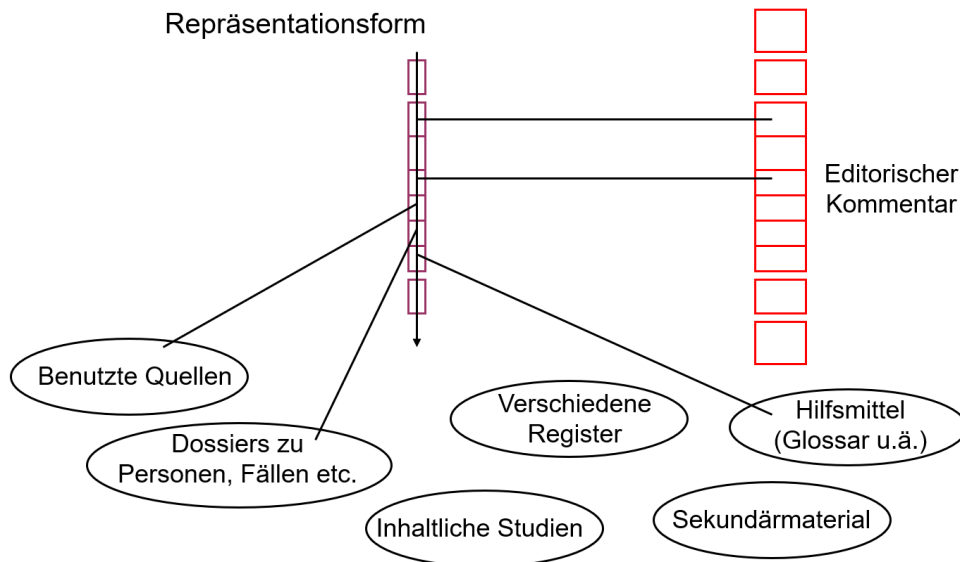 Repräsentationsform
Editorischer
Kommentar
Benutzte Quellen
Verschiedene
Register
Hilfsmittel
(Glossar u.ä.)
Dossiers zu
Personen, Fällen etc.
Inhaltliche Studien
Sekundärmaterial